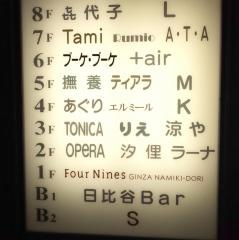 8F 㐂代子 L
7F Tami Rumio A・T・A
6F ブーケ・ブーケ +air
5F 撫養 ティアラ M
4F あぐり エルミール K
3F TONICA りえ 涼や
2F OPERA 汐俚 ラーナ
1F Four Nines GINZA NAMIKI-DORI
B1 日比谷Bar
B2 S